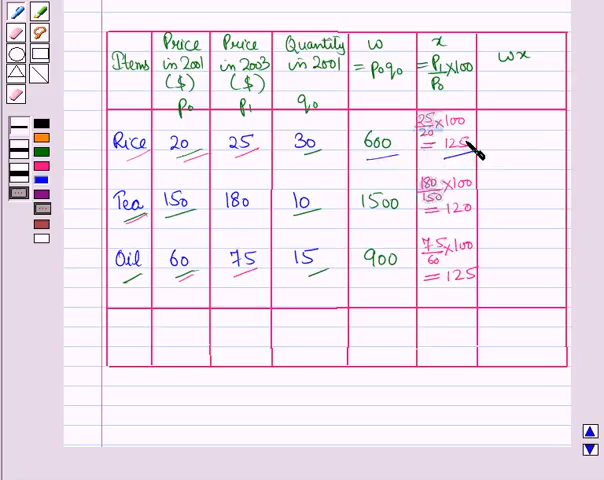 Items Price in 2001 ($) p₀ Price in 2003 ($) p₁ Quantity in 2001 q₀ w = p₀q₀ x = p₁/p₀ × 100 wx
Rice 20 25 30 600 25/20 × 100 = 125
Tea 150 180 10 1500 180/150 × 100 = 120
Oil 60 75 15 900 75/60 × 100 = 125